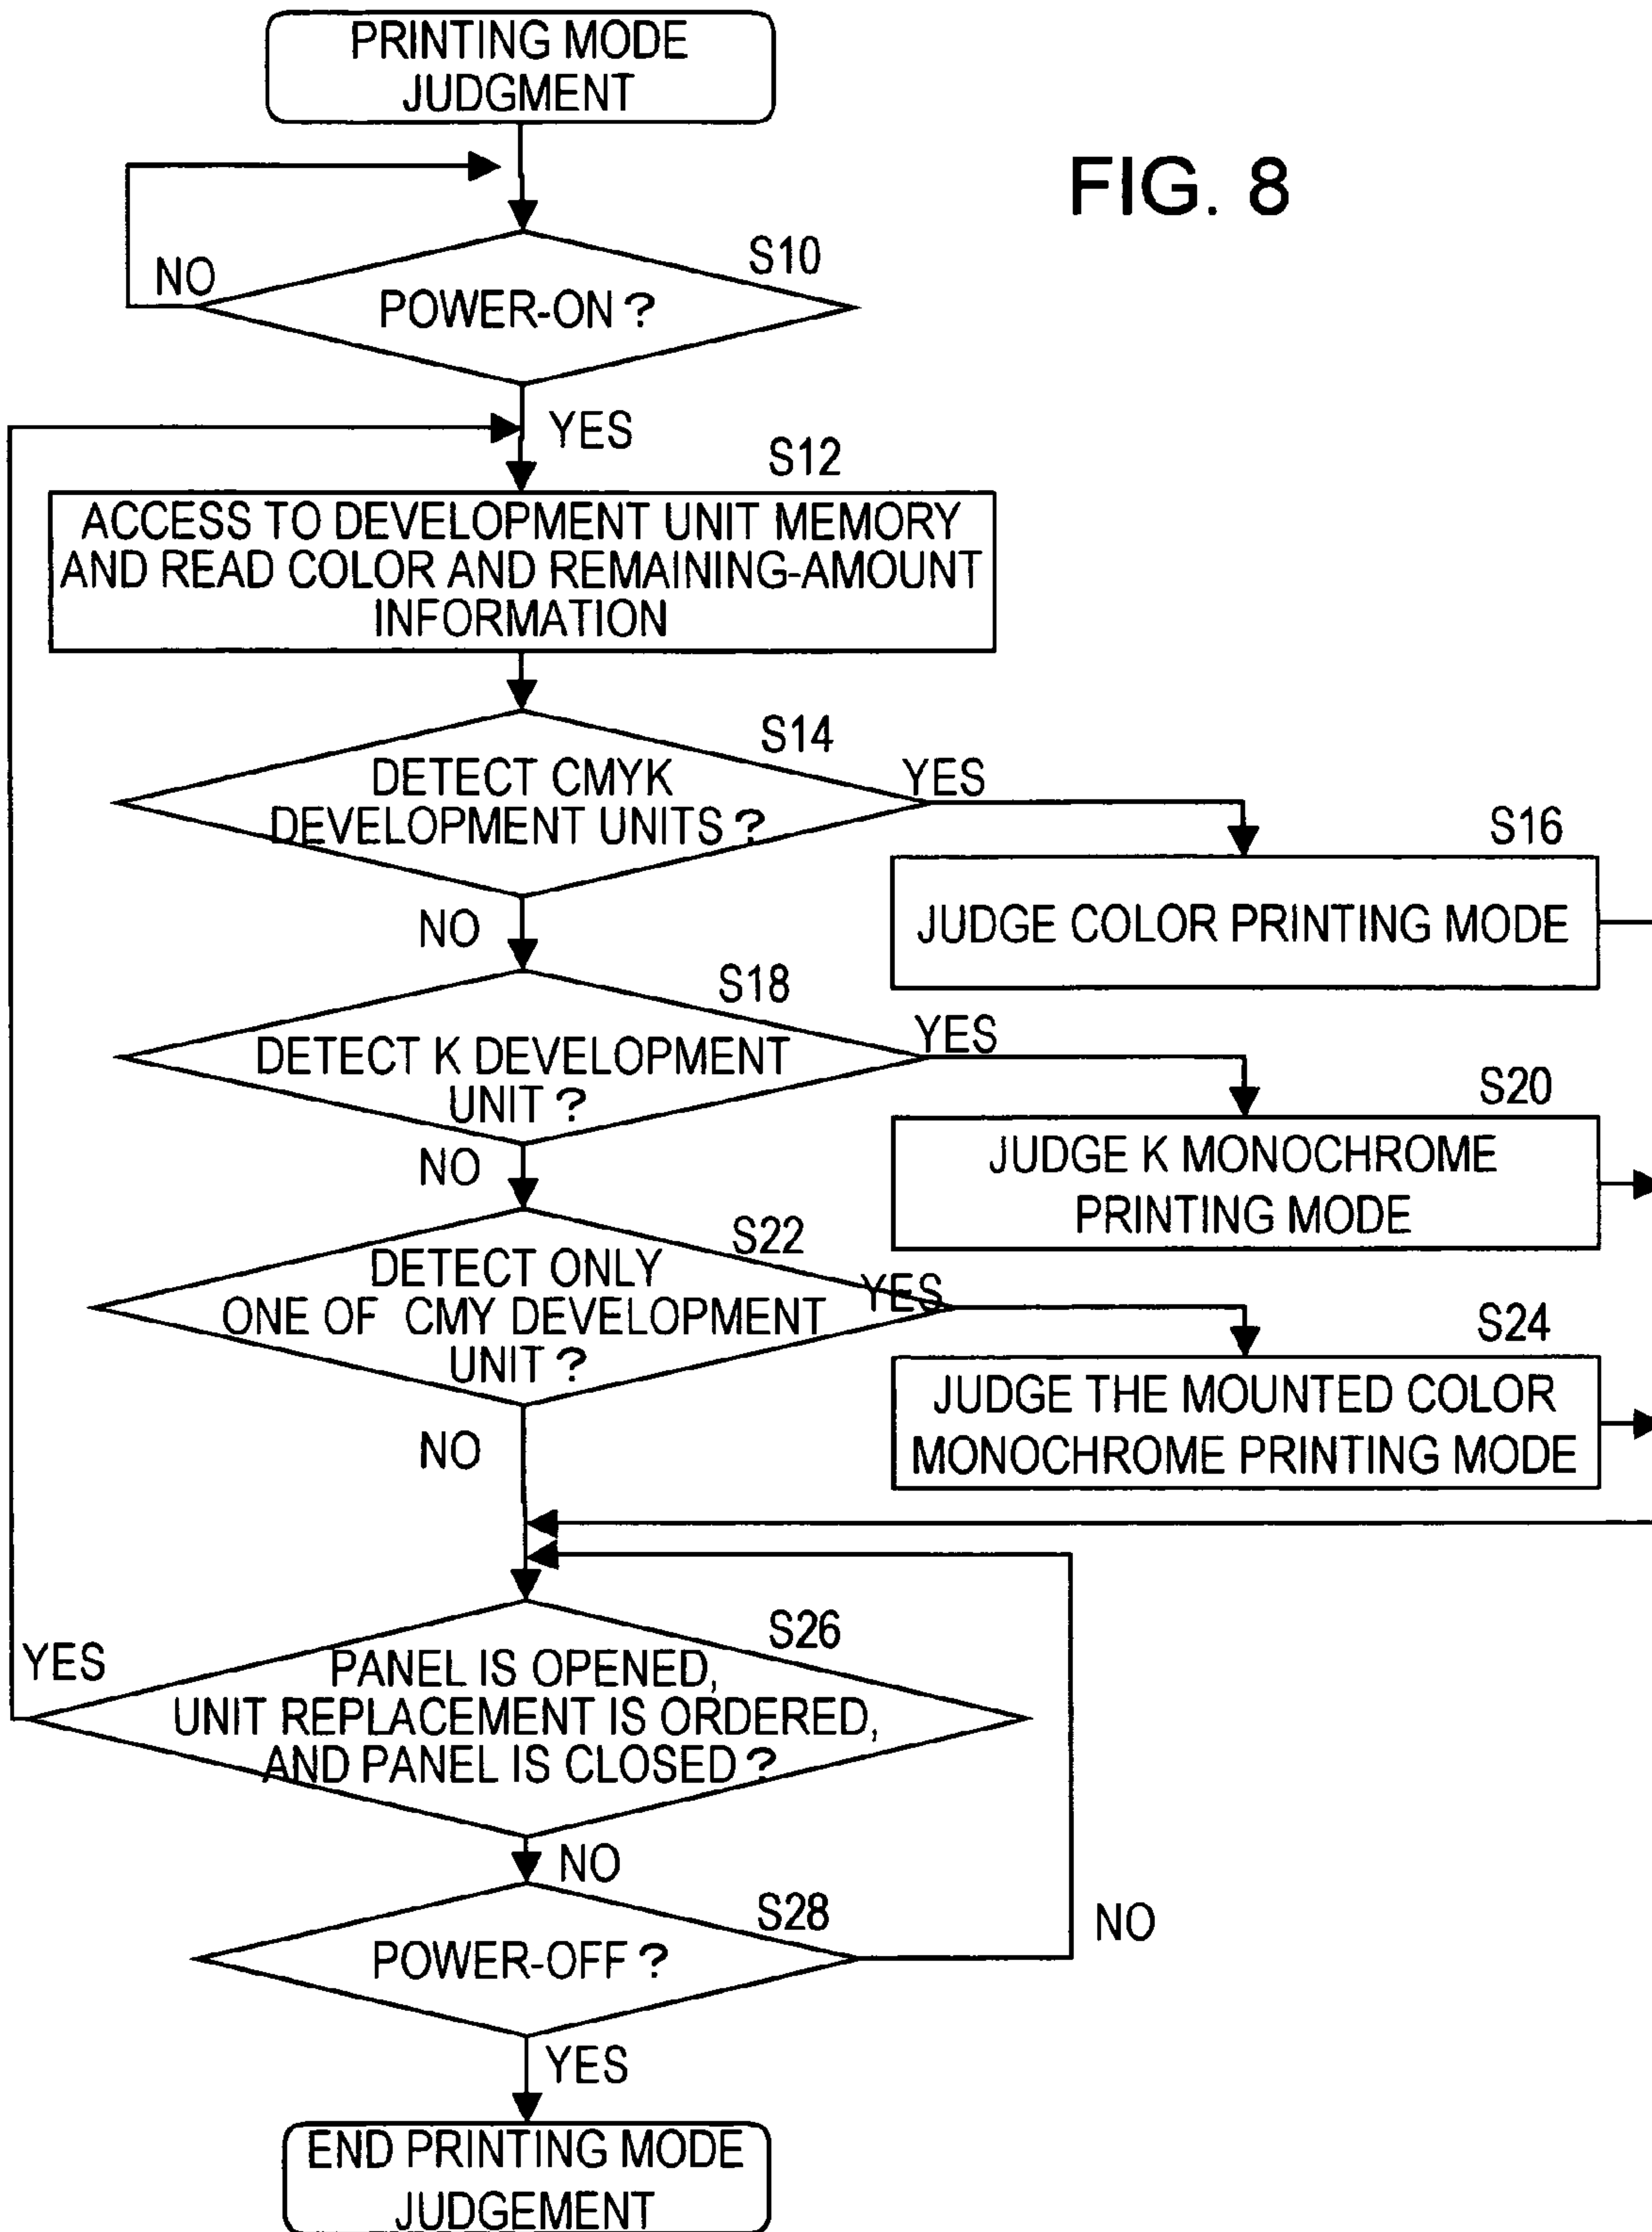 PRINTING MODE
JUDGMENT
FIG. 8
S10
NO
POWER-ON ?
YES
S12
ACCESS TO DEVELOPMENT UNIT MEMORY
AND READ COLOR AND REMAINING-AMOUNT
INFORMATION
S14
DETECT CMYK
DEVELOPMENT UNITS ?
YES
S16
JUDGE COLOR PRINTING MODE
NO
S18
DETECT K DEVELOPMENT
UNIT ?
YES
S20
JUDGE K MONOCHROME
PRINTING MODE
NO
S22
DETECT ONLY
ONE OF CMY DEVELOPMENT
UNIT ?
YES
S24
JUDGE THE MOUNTED COLOR
MONOCHROME PRINTING MODE
NO
S26
YES
PANEL IS OPENED,
UNIT REPLACEMENT IS ORDERED,
AND PANEL IS CLOSED ?
NO
S28
POWER-OFF ?
NO
YES
END PRINTING MODE
JUDGEMENT